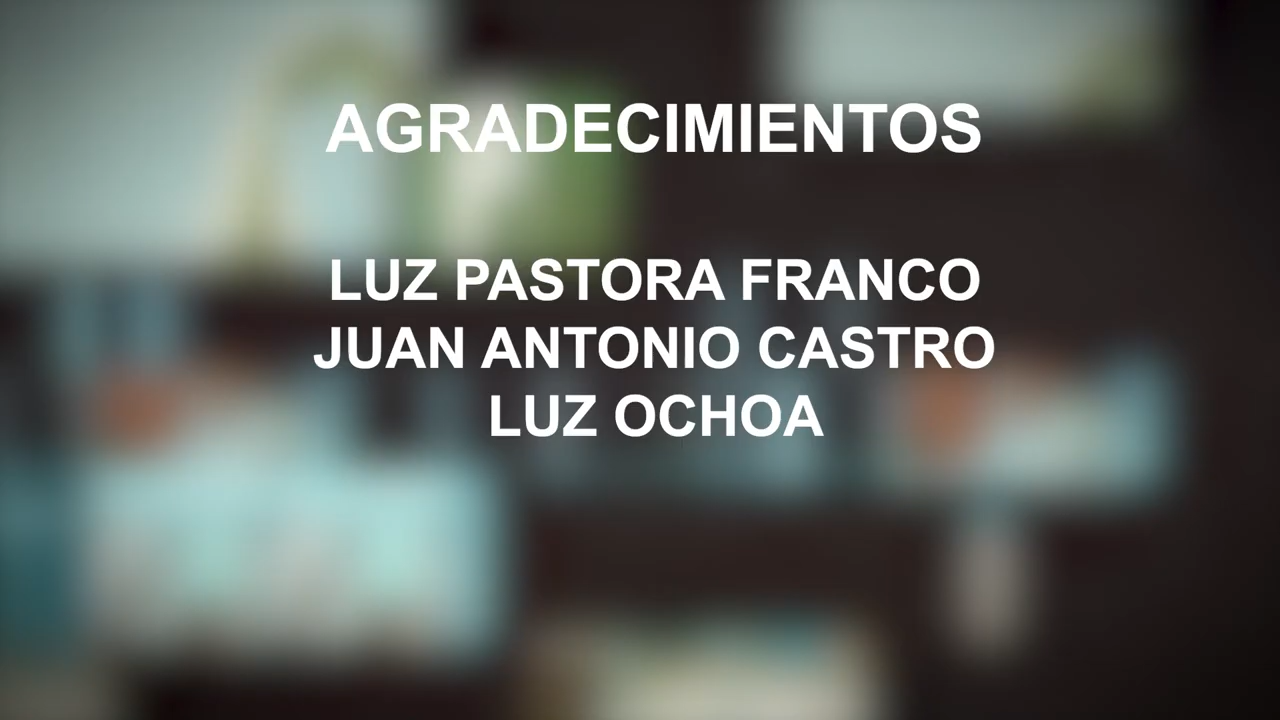 AGRADECIMIENTOS
LUZ PASTORA FRANCO
JUAN ANTONIO CASTRO
LUZ OCHOA